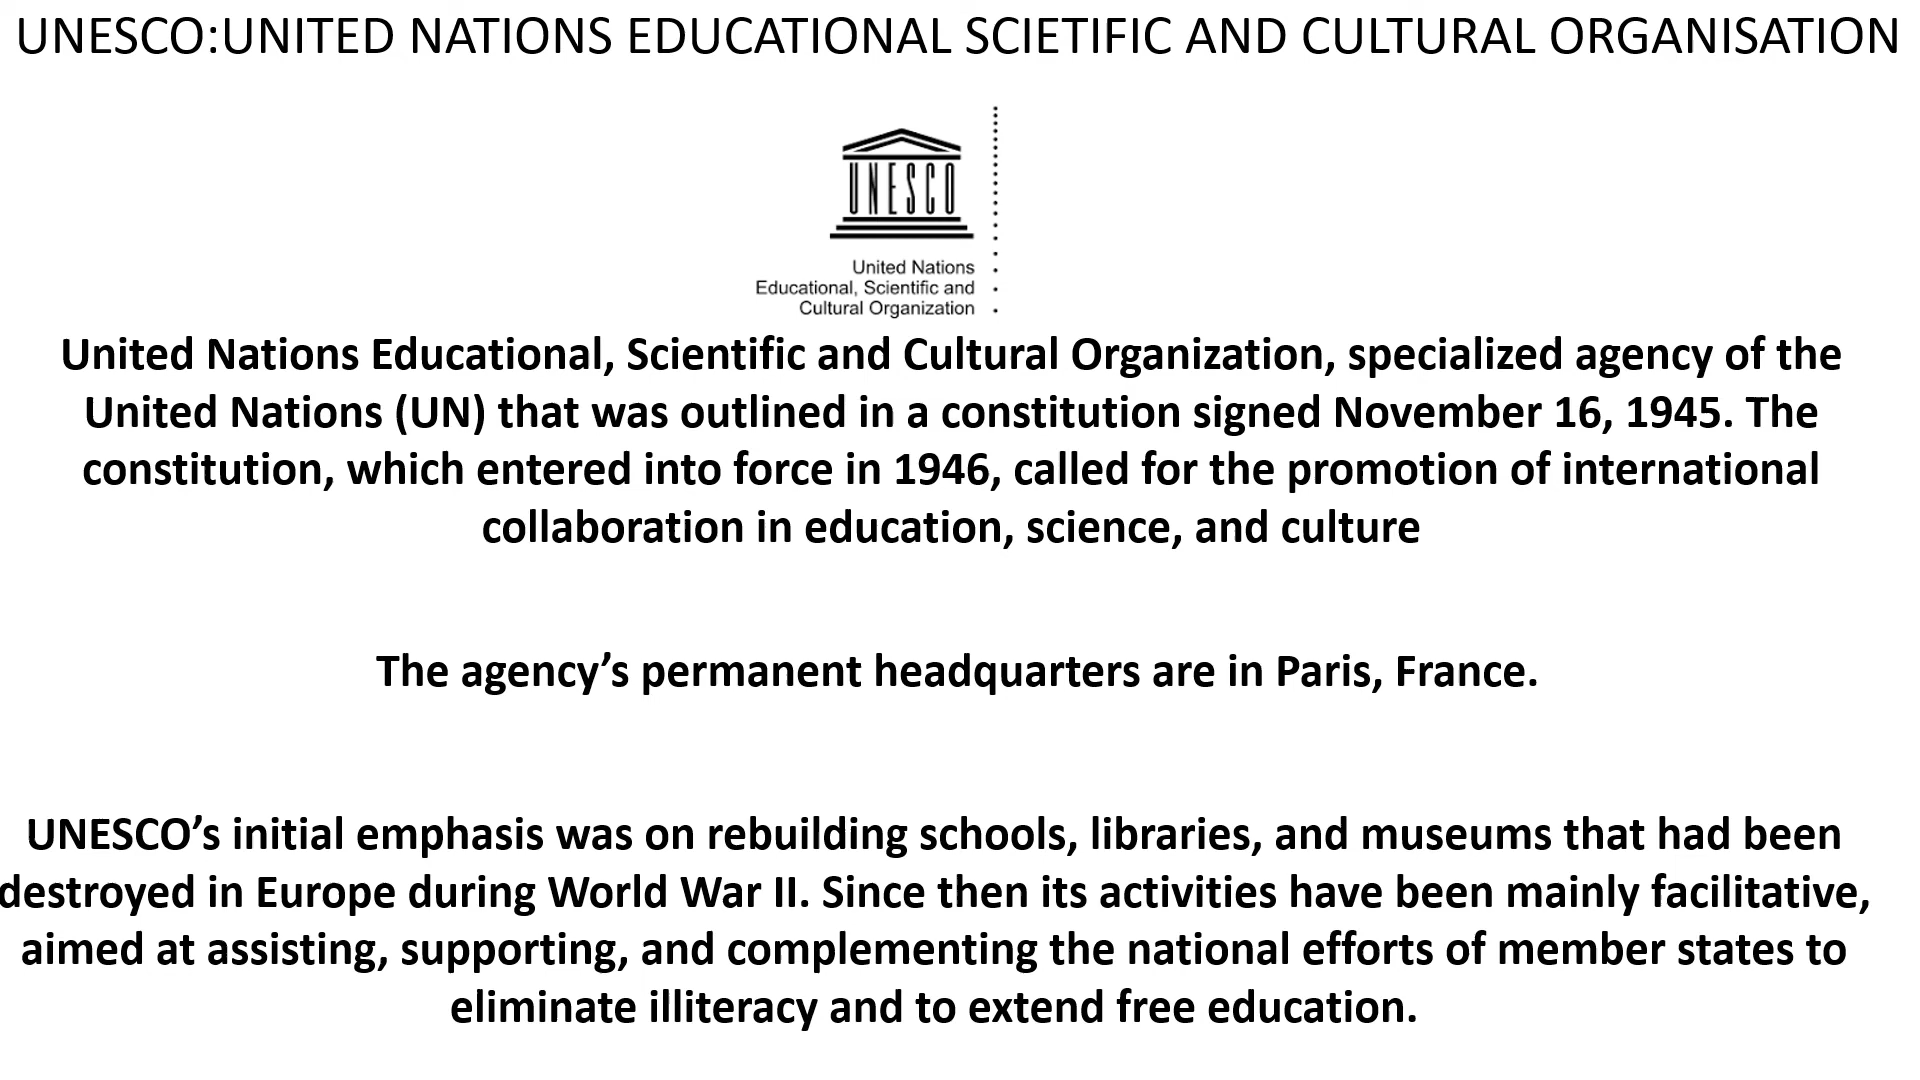 UNESCO:UNITED NATIONS EDUCATIONAL SCIETIFIC AND CULTURAL ORGANISATION
UNESCO
United Nations
Educational, Scientific and
Cultural Organization
United Nations Educational, Scientific and Cultural Organization, specialized agency of the
United Nations (UN) that was outlined in a constitution signed November 16, 1945. The
constitution, which entered into force in 1946, called for the promotion of international
collaboration in education, science, and culture
The agency’s permanent headquarters are in Paris, France.
UNESCO’s initial emphasis was on rebuilding schools, libraries, and museums that had been
destroyed in Europe during World War II. Since then its activities have been mainly facilitative,
aimed at assisting, supporting, and complementing the national efforts of member states to
eliminate illiteracy and to extend free education.